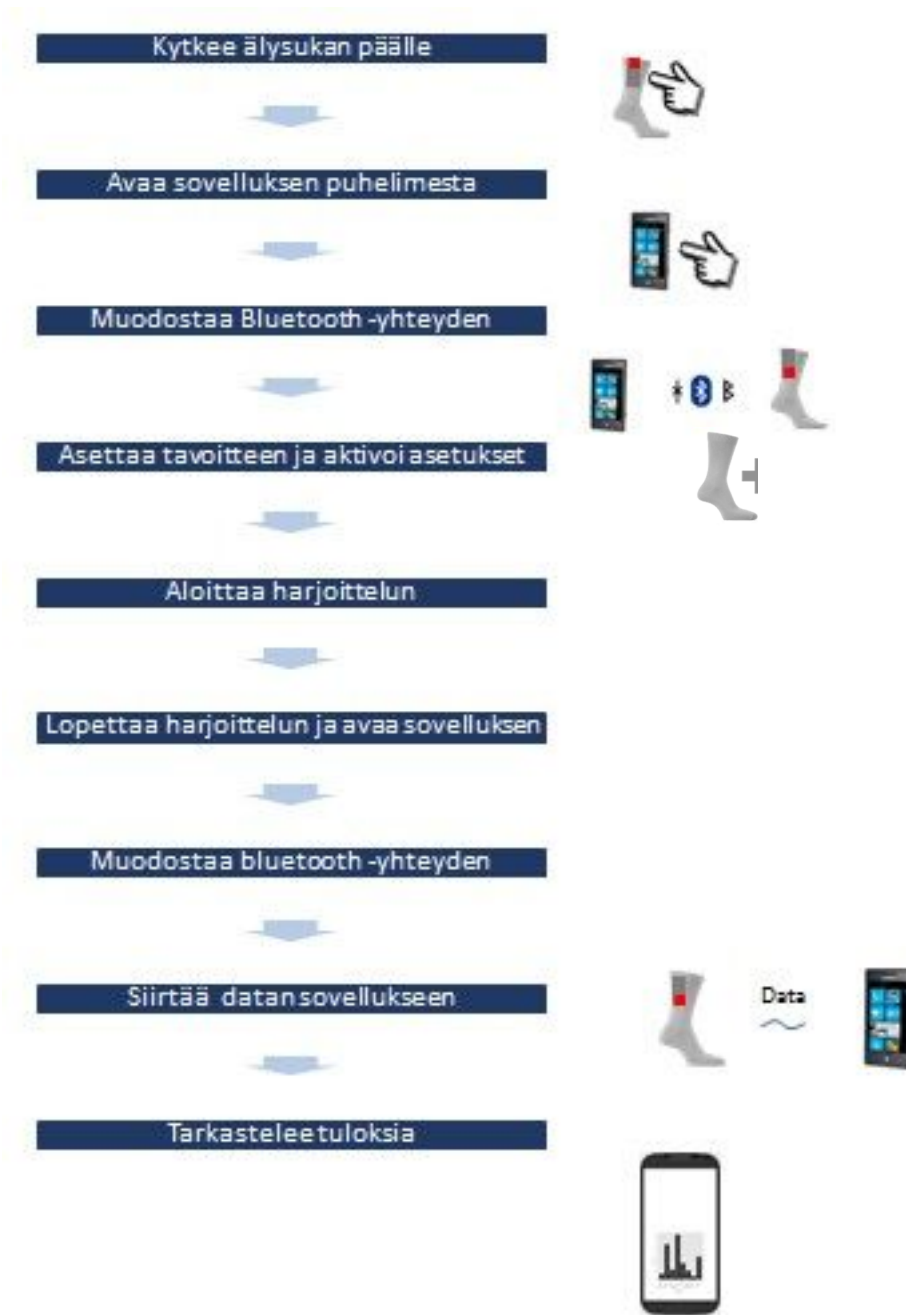 Kytkee älysukan päälle
Avaa sovelluksen puhelimesta
Muodostaa Bluetooth -yhteyden
Asettaa tavoitteen ja aktivoi asetukset
Aloittaa harjoittelun
Lopettaa harjoittelun ja avaa sovelluksen
Muodostaa bluetooth -yhteyden
Siirtää datan sovellukseen
Data
Tarkastelee tuloksia